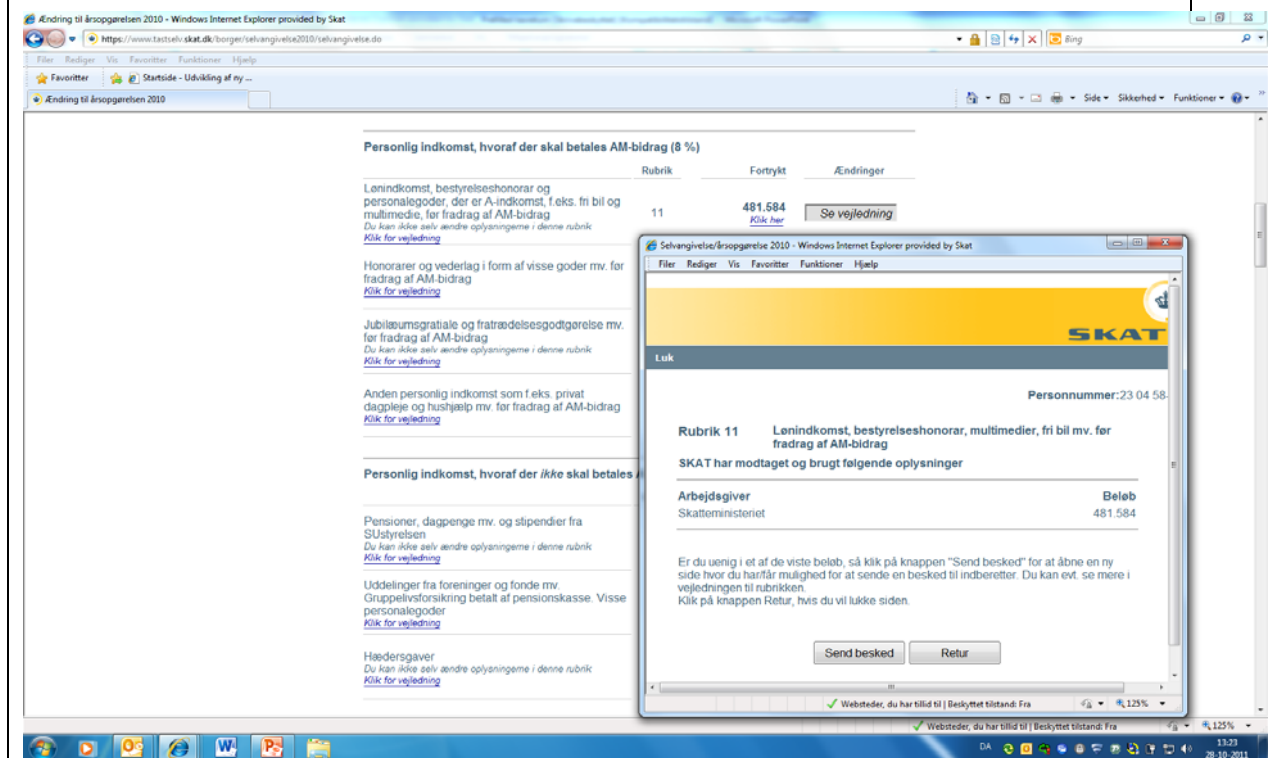 Ændring til årsopgørelsen 2010 - Windows Internet Explorer provided by Skat
https://www.tastselv.skat.dk/borger/selvangivelse2010/selvangivelse.do
Bing
Filer Rediger Vis Favoritter Funktioner Hjælp
Favoritter Startside - Udvikling af ny ...
Ændring til årsopgørelsen 2010
Side Sikkerhed Funktioner
Personlig indkomst, hvoraf der skal betales AM-bidrag (8 %)
Rubrik Fortrykt Ændringer
Lønindkomst, bestyrelseshonorar og
personalegoder, der er A-indkomst, f.eks. fri bil og
multimedie, før fradrag af AM-bidrag
Du kan ikke selv ændre oplysningerne i denne rubrik
Klik for vejledning
11
481.584
Klik her
Se vejledning
Honorarer og vederlag i form af visse goder mv. før
fradrag af AM-bidrag
Klik for vejledning
Jubilæumsgratiale og fratrædelsesgodtgørelse mv.
før fradrag af AM-bidrag
Du kan ikke selv ændre oplysningerne i denne rubrik
Klik for vejledning
Anden personlig indkomst som f.eks. privat
dagpleje og hushjælp mv. før fradrag af AM-bidrag
Klik for vejledning
Personlig indkomst, hvoraf der ikke skal betales
Pensioner, dagpenge mv. og stipendier fra
SUstyrelsen
Du kan ikke selv ændre oplysningerne i denne rubrik
Klik for vejledning
Uddelinger fra foreninger og fonde mv.
Gruppelivsforsikring betalt af pensionskasse. Visse
personalegoder
Klik for vejledning
Hædersgaver
Du kan ikke selv ændre oplysningerne i denne rubrik
Klik for vejledning
Selvangivelse/årsopgørelse 2010 - Windows Internet Explorer provided by Skat
Filer Rediger Vis Favoritter Funktioner Hjælp
SKAT
Luk
Personnummer:23 04 58-
Rubrik 11 Lønindkomst, bestyrelseshonorar, multimedier, fri bil mv. før
fradrag af AM-bidrag
SKAT har modtaget og brugt følgende oplysninger
Arbejdsgiver Beløb
Skatteministeriet 481.584
Er du uenig i et af de viste beløb, så klik på knappen "Send besked" for at åbne en ny
side hvor du har/får mulighed for at sende en besked til indberetter. Du kan evt. se mere i
vejledningen til rubrikken.
Klik på knappen Retur, hvis du vil lukke siden.
Send besked Retur
Websteder, du har tillid til | Beskyttet tilstand: Fra 125%
Websteder, du har tillid til | Beskyttet tilstand: Fra 125%
DA
13:23
28-10-2011